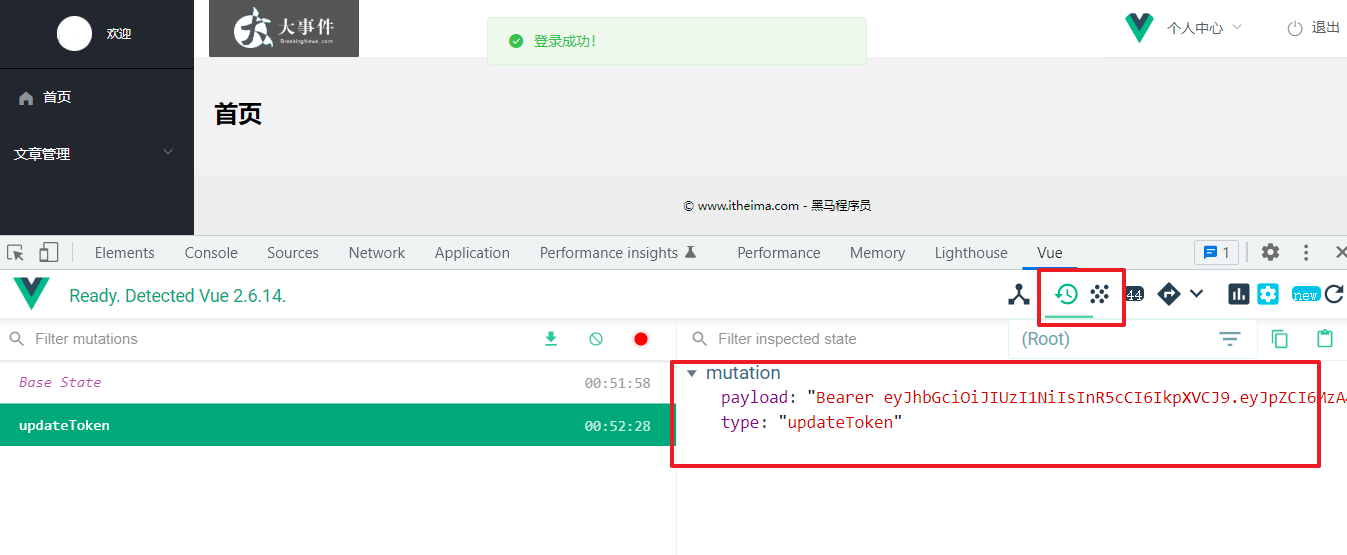 欢迎
大事件
BreakingNews.com
登录成功!
个人中心
退出
首页
首页
文章管理
© www.itheima.com - 黑马程序员
Elements Console Sources Network Application Performance insights Performance Memory Lighthouse Vue 1
Ready. Detected Vue 2.6.14.
44
new
Filter mutations
Filter inspected state
(Root)
Base State 00:51:58
mutation
payload: "Bearer eyJhbGciOiJIUzI1NiIsInR5cCI6IkpXVCJ9.eyJpZCI6MzA
updateToken 00:52:28
type: "updateToken"